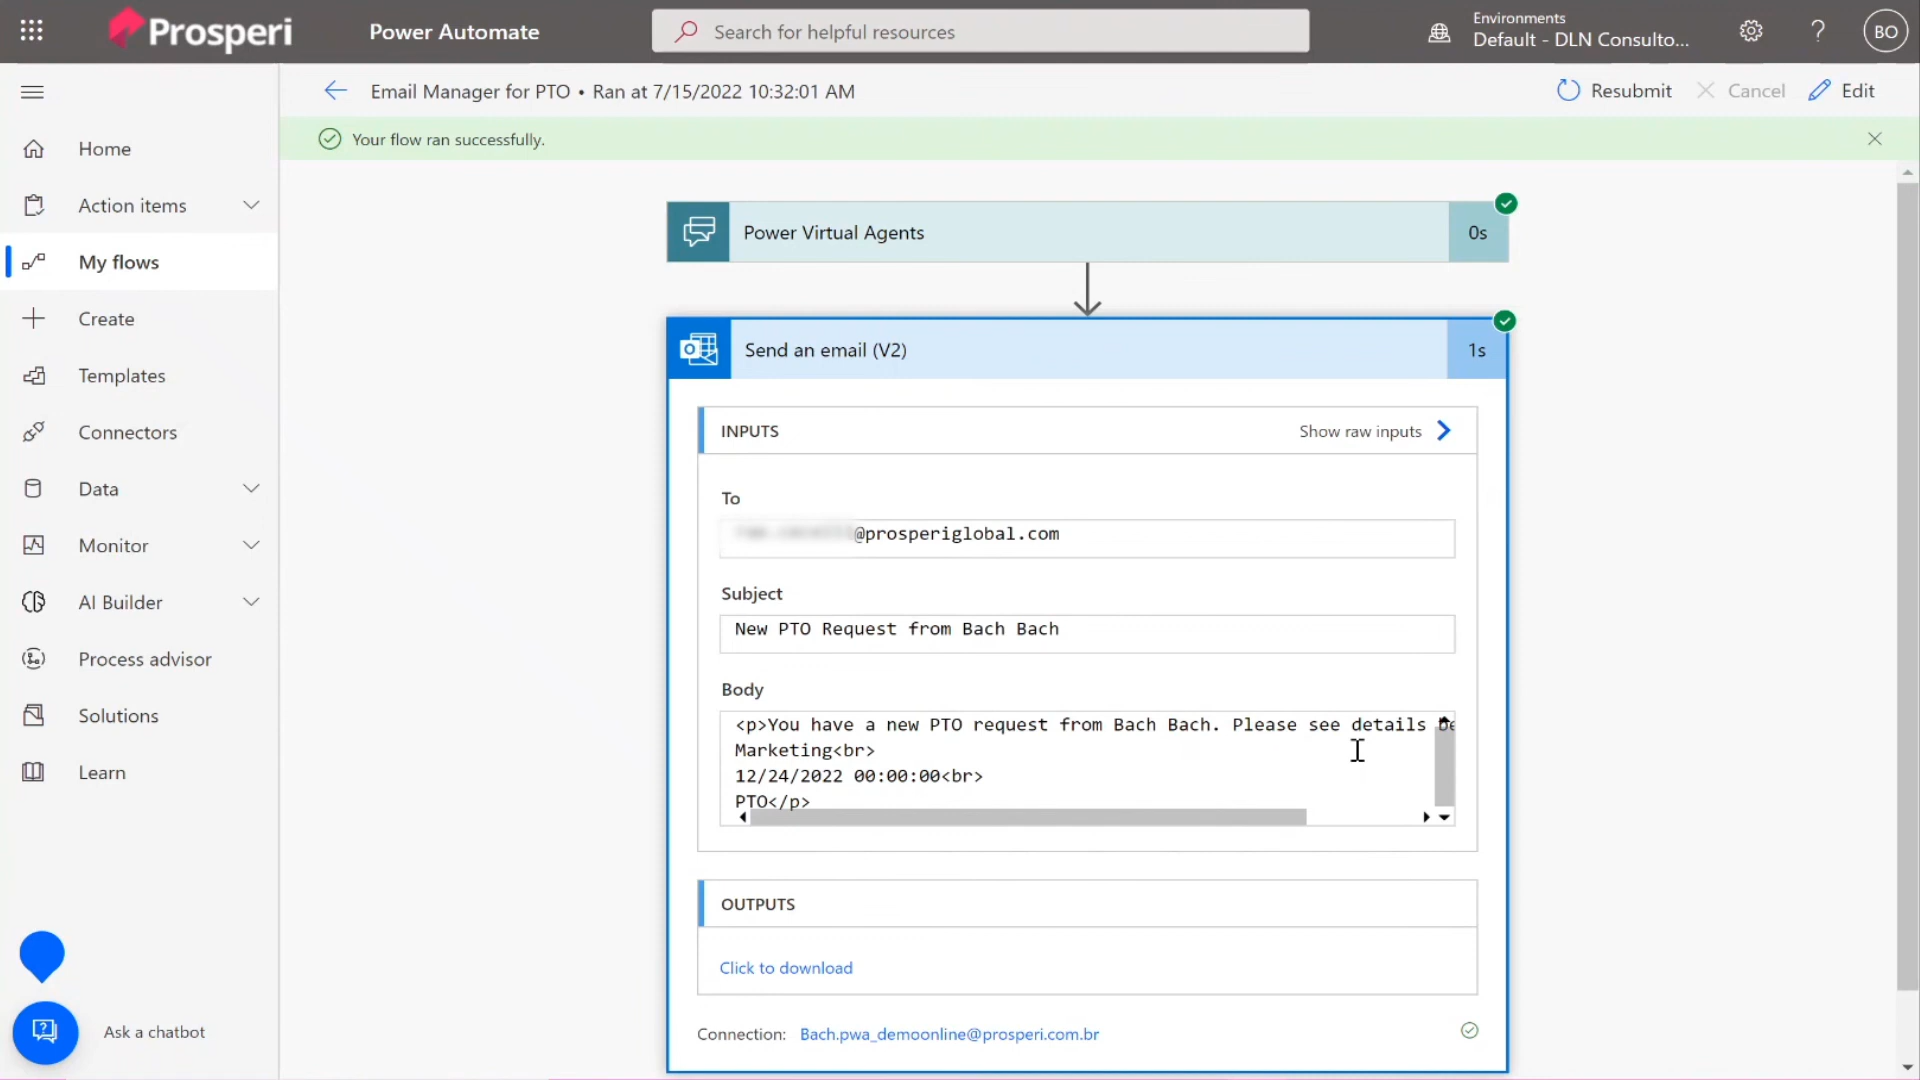 Prosperi
Power Automate
Search for helpful resources
Environments
Default - DLN Consulto...
?
BO
Email Manager for PTO • Ran at 7/15/2022 10:32:01 AM
Resubmit
Cancel
Edit
Your flow ran successfully.
Home
Action items
My flows
Create
Templates
Connectors
Data
Monitor
AI Builder
Process advisor
Solutions
Learn
Ask a chatbot
Power Virtual Agents
0s
Send an email (V2)
1s
INPUTS
Show raw inputs
To
@prosperiglobal.com
Subject
New PTO Request from Bach Bach
Body
<p>You have a new PTO request from Bach Bach. Please see details be
Marketing<br>
12/24/2022 00:00:00<br>
PTO</p>
OUTPUTS
Click to download
Connection: Bach.pwa_demoonline@prosperi.com.br